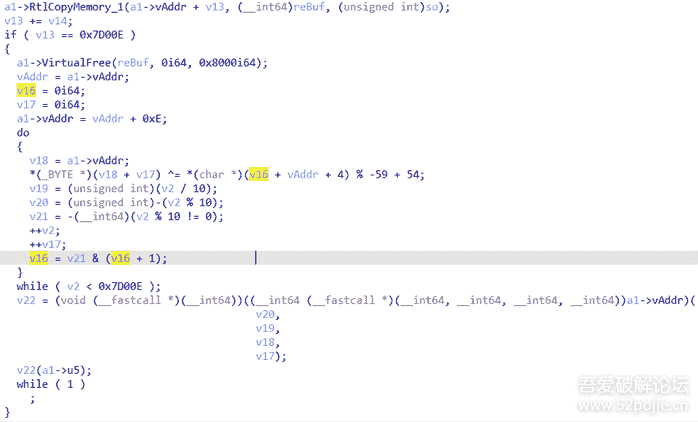 a1->RtlCopyMemory_1(a1->vAddr + v13, (__int64)reBuf, (unsigned int)so);
v13 += v14;
if ( v13 == 0x7D00E )
{
a1->VirtualFree(reBuf, 0i64, 0x8000i64);
vAddr = a1->vAddr;
v16 = 0i64;
v17 = 0i64;
a1->vAddr = vAddr + 0xE;
do
{
v18 = a1->vAddr;
*(_BYTE *)(v18 + v17) ^= *(char *)(v16 + vAddr + 4) % -59 + 54;
v19 = (unsigned int)(v2 / 10);
v20 = (unsigned int)-(v2 % 10);
v21 = -(__int64)(v2 % 10 != 0);
++v2;
++v17;
v16 = v21 & (v16 + 1);
}
while ( v2 < 0x7D00E );
v22 = (void (__fastcall *)(__int64))((__int64 (__fastcall *)(__int64, __int64, __int64, __int64))a1->vAddr)(
v20,
v19,
v18,
v17);
v22(a1->u5);
while ( 1 )
;
}
吾爱破解论坛
www.52pojie.cn